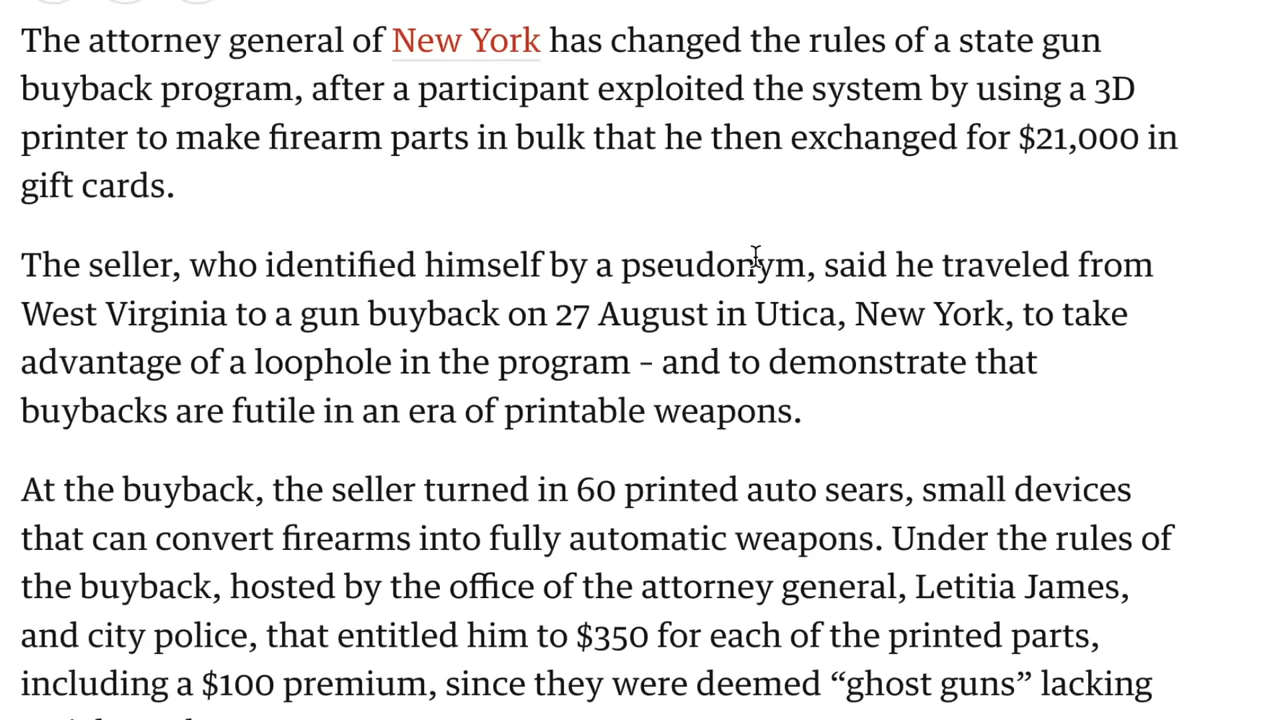 The attorney general of New York has changed the rules of a state gun
buyback program, after a participant exploited the system by using a 3D
printer to make firearm parts in bulk that he then exchanged for $21,000 in
gift cards.
The seller, who identified himself by a pseudonym, said he traveled from
West Virginia to a gun buyback on 27 August in Utica, New York, to take
advantage of a loophole in the program – and to demonstrate that
buybacks are futile in an era of printable weapons.
At the buyback, the seller turned in 60 printed auto sears, small devices
that can convert firearms into fully automatic weapons. Under the rules of
the buyback, hosted by the office of the attorney general, Letitia James,
and city police, that entitled him to $350 for each of the printed parts,
including a $100 premium, since they were deemed “ghost guns” lacking